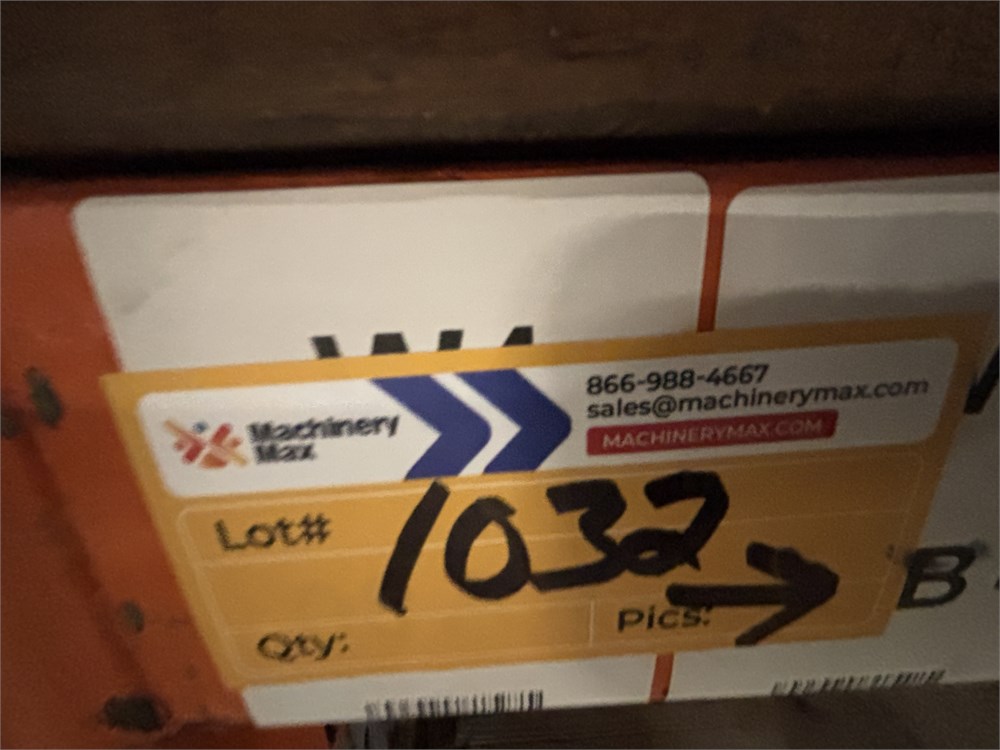 866-988-4667
sales@machinerymax.com
MACHINERYMAX.COM
Machinery
Max
Lot# 1032
Qty:
Pics:
B